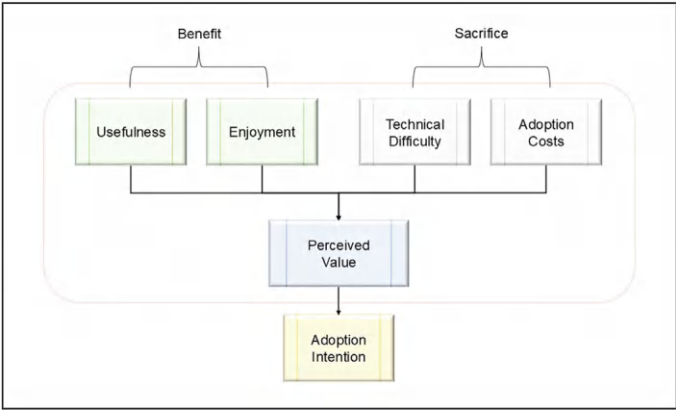 Benefit
Sacrifice
Usefulness
Enjoyment
Technical
Difficulty
Adoption
Costs
Perceived
Value
Adoption
Intention